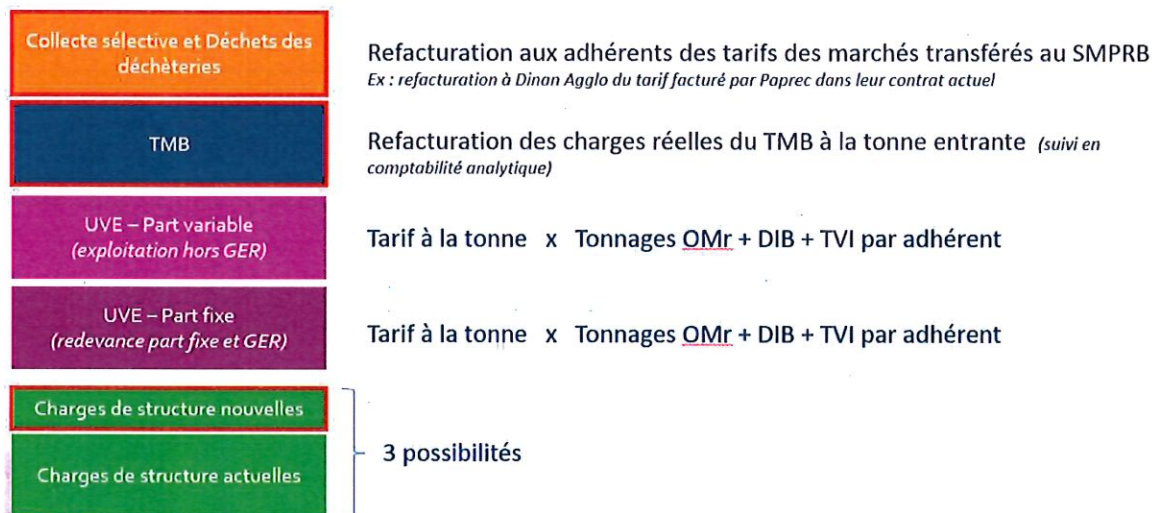 Collecte sélective et Déchets des
déchèteries
Refacturation aux adhérents des tarifs des marchés transférés au SMPRB
Ex : refacturation à Dinan Agglo du tarif facturé par Paprec dans leur contrat actuel
TMB
Refacturation des charges réelles du TMB à la tonne entrante (suivi en
comptabilité analytique)
UVE – Part variable
(exploitation hors GER)
Tarif à la tonne x Tonnages OMr + DIB + TVI par adhérent
UVE – Part fixe
(redevance part fixe et GER)
Tarif à la tonne x Tonnages OMr + DIB + TVI par adhérent
Charges de structure nouvelles
3 possibilités
Charges de structure actuelles